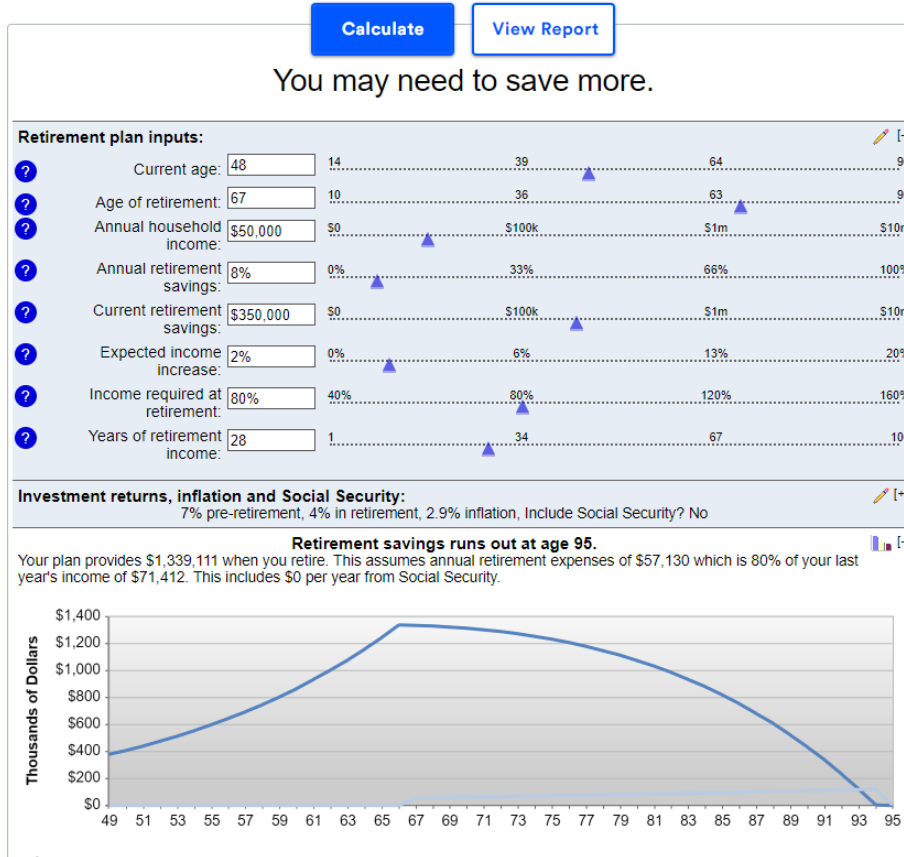 Calculate View Report
You may need to save more.
Retirement plan inputs:
? Current age: 48 14 39 64
? Age of retirement: 67 10 36 63
? Annual household income: $50,000 $0 $100k $1m
? Annual retirement savings: 8% 0% 33% 66% 100%
? Current retirement savings: $350,000 $0 $100k $1m
? Expected income increase: 2% 0% 6% 13% 20%
? Income required at retirement: 80% 40% 80% 120% 160%
? Years of retirement income: 28 1 34 67
Investment returns, inflation and Social Security:
7% pre-retirement, 4% in retirement, 2.9% inflation, Include Social Security? No
Retirement savings runs out at age 95.
Your plan provides $1,339,111 when you retire. This assumes annual retirement expenses of $57,130 which is 80% of your last
year's income of $71,412. This includes $0 per year from Social Security.
Thousands of Dollars
$1,400
$1,200
$1,000
$800
$600
$400
$200
$0
49 51 53 55 57 59 61 63 65 67 69 71 73 75 77 79 81 83 85 87 89 91 93 95